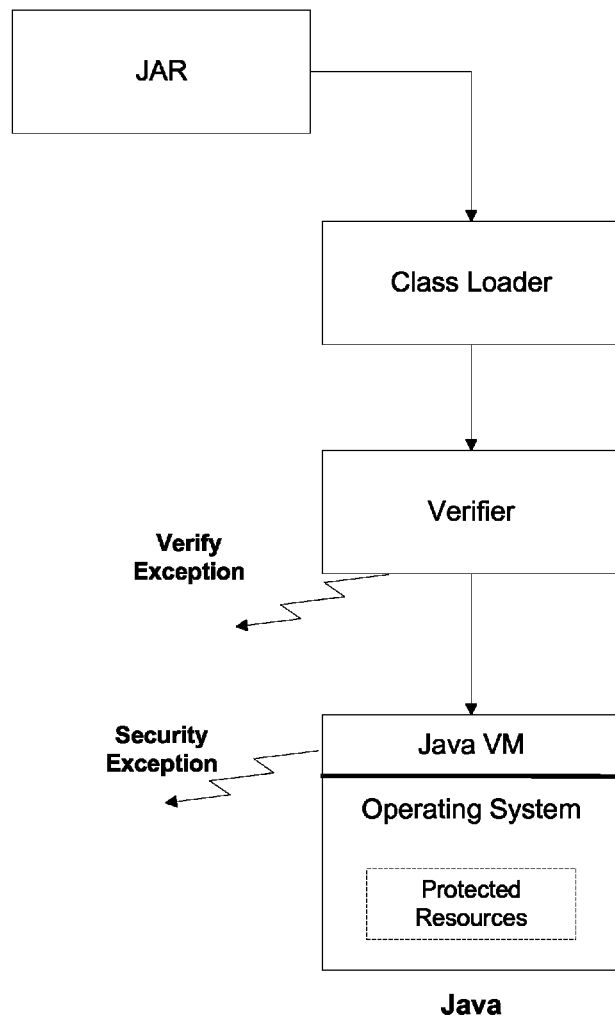 JAR
Class Loader
Verifier
Verify
Exception
Security
Exception
Java VM
Operating System
Protected
Resources
Java